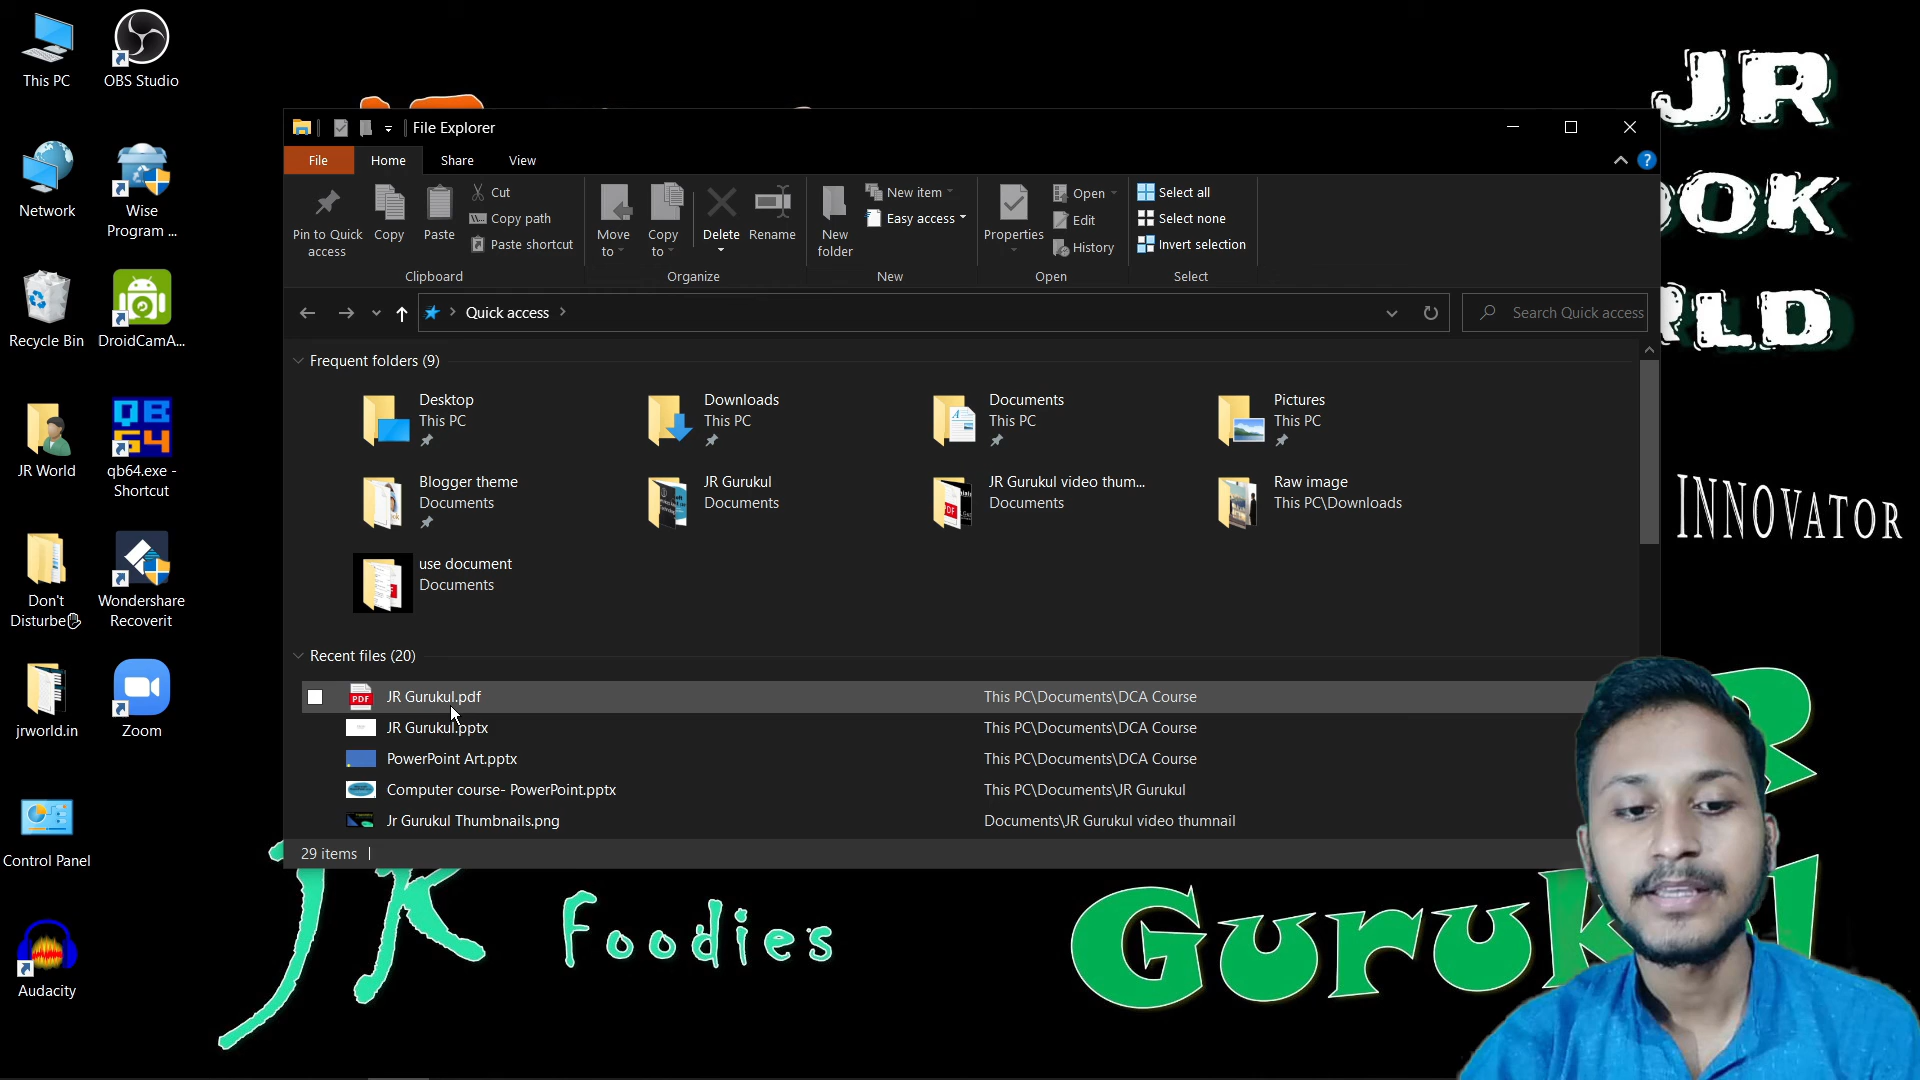 This PC
OBS Studio
Network
Wise
Program ...
Recycle Bin
DroidCamA...
JR World
qb64.exe -
Shortcut
Don't
Disturbe
Wondershare
Recoverit
jrworld.in
Zoom
Control Panel
Audacity
File Explorer
File
Home
Share
View
Pin to Quick
access
Copy
Paste
Cut
Copy path
Paste shortcut
Clipboard
Move
to
Copy
to
Delete
Rename
Organize
New
folder
New item
Easy access
New
Properties
Open
Edit
History
Open
Select all
Select none
Invert selection
Select
Quick access
Search Quick access
Frequent folders (9)
Desktop
This PC
Downloads
This PC
Documents
This PC
Pictures
This PC
Blogger theme
Documents
JR Gurukul
Documents
JR Gurukul video thum...
Documents
Raw image
This PC\Downloads
use document
Documents
Recent files (20)
JR Gurukul.pdf This PC\Documents\DCA Course
JR Gurukul.pptx This PC\Documents\DCA Course
PowerPoint Art.pptx This PC\Documents\DCA Course
Computer course- PowerPoint.pptx This PC\Documents\JR Gurukul
Jr Gurukul Thumbnails.png Documents\JR Gurukul video thumnail
29 items
JR
OOK
RLD
INNOVATOR
JR
Foodies
Gurukul